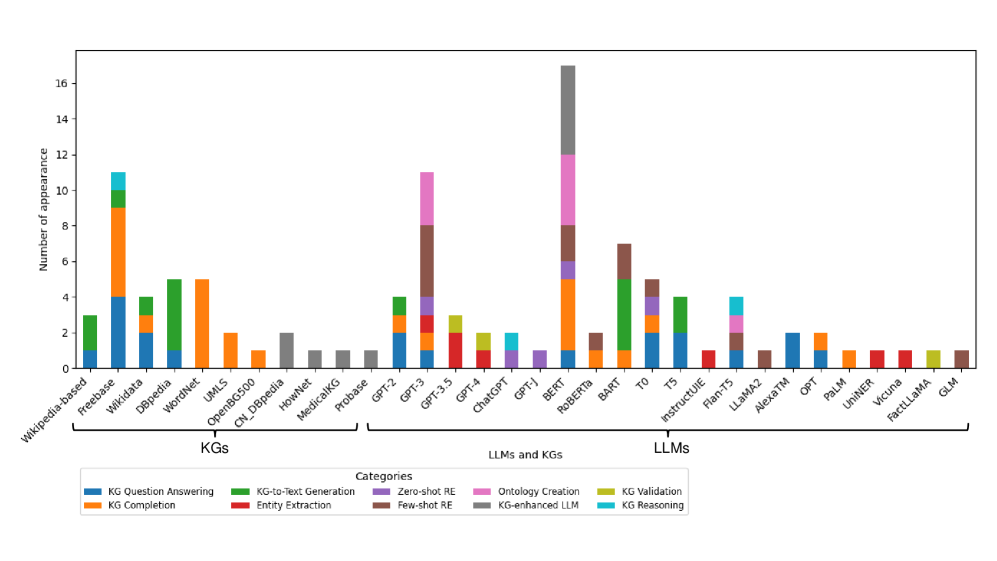 Number of appearance
16
14
12
10
8
6
4
2
0
Wikipedia-based
Freebase
Wikidata
DBpedia
WordNet
UMLS
OpenBG500
CN_DBpedia
HowNet
MedicalKG
Probase
GPT-2
GPT-3
GPT-3.5
GPT-4
ChatGPT
GPT-J
BERT
RoBERTa
BART
T0
T5
InstructUIE
Flan-T5
LLaMA2
AlexaTM
OPT
PaLM
UniNER
Vicuna
FactLLaMA
GLM
KGs
LLMs
LLMs and KGs
Categories
KG Question Answering
KG Completion
KG-to-Text Generation
Entity Extraction
Zero-shot RE
Few-shot RE
Ontology Creation
KG-enhanced LLM
KG Validation
KG Reasoning